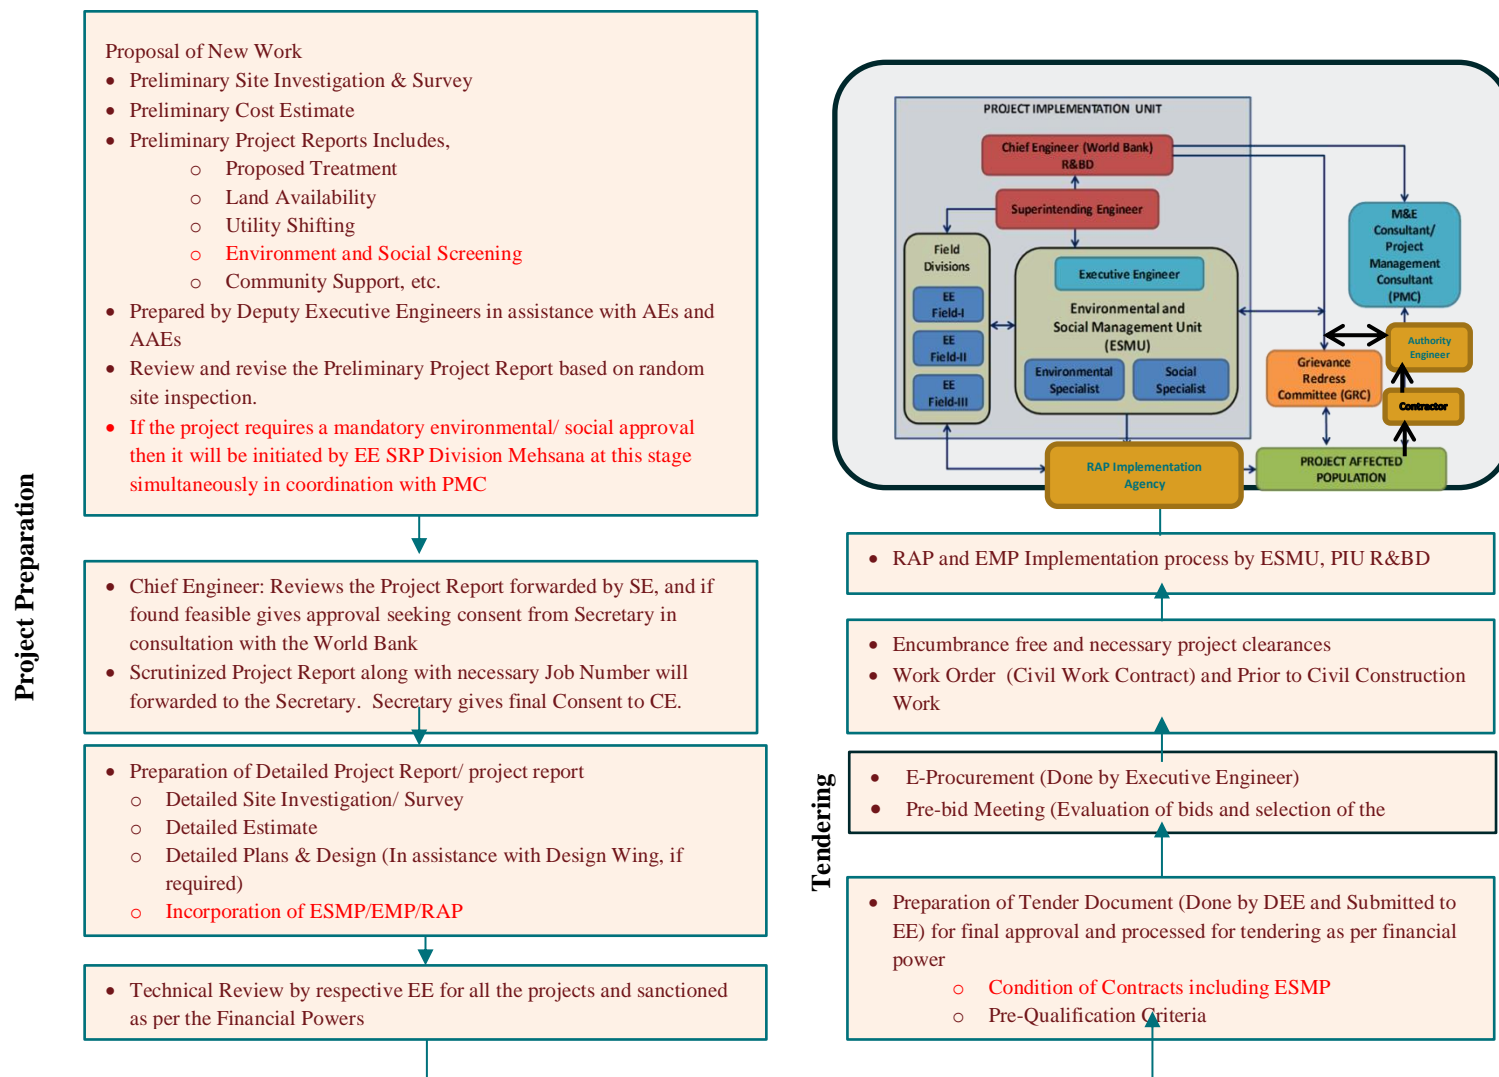 Project Preparation
Proposal of New Work
• Preliminary Site Investigation & Survey
• Preliminary Cost Estimate
• Preliminary Project Reports Includes,
o Proposed Treatment
o Land Availability
o Utility Shifting
o Environment and Social Screening
o Community Support, etc.
• Prepared by Deputy Executive Engineers in assistance with AEs and
AAEs
• Review and revise the Preliminary Project Report based on random
site inspection.
• If the project requires a mandatory environmental/ social approval
then it will be initiated by EE SRP Division Mehsana at this stage
simultaneously in coordination with PMC
• Chief Engineer: Reviews the Project Report forwarded by SE, and if
found feasible gives approval seeking consent from Secretary in
consultation with the World Bank
• Scrutinized Project Report along with necessary Job Number will
forwarded to the Secretary. Secretary gives final Consent to CE.
• Preparation of Detailed Project Report/ project report
o Detailed Site Investigation/ Survey
o Detailed Estimate
o Detailed Plans & Design (In assistance with Design Wing, if
required)
o Incorporation of ESMP/EMP/RAP
• Technical Review by respective EE for all the projects and sanctioned
as per the Financial Powers
PROJECT IMPLEMENTATION UNIT
Chief Engineer (World Bank)
R&BD
Superintending Engineer
Field
Divisions
EE
Field-I
EE
Field-II
EE
Field-III
Executive Engineer
Environmental and
Social Management Unit
(ESMU)
Environmental
Specialist
Social
Specialist
M&E
Consultant/
Project
Management
Consultant
(PMC)
Authority
Engineer
Grievance
Redress
Committee (GRC)
Contractor
RAP Implementation
Agency
PROJECT AFFECTED
POPULATION
• RAP and EMP Implementation process by ESMU, PIU R&BD
• Encumbrance free and necessary project clearances
• Work Order (Civil Work Contract) and Prior to Civil Construction
Work
Tendering
• E-Procurement (Done by Executive Engineer)
• Pre-bid Meeting (Evaluation of bids and selection of the
• Preparation of Tender Document (Done by DEE and Submitted to
EE) for final approval and processed for tendering as per financial
power
o Condition of Contracts including ESMP
o Pre-Qualification Criteria